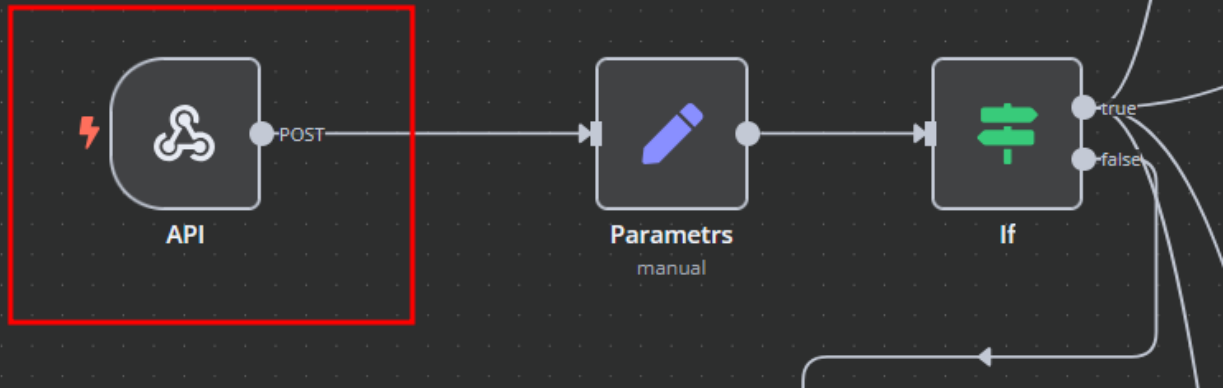 POST
true
false
API
Parametrs
If
manual